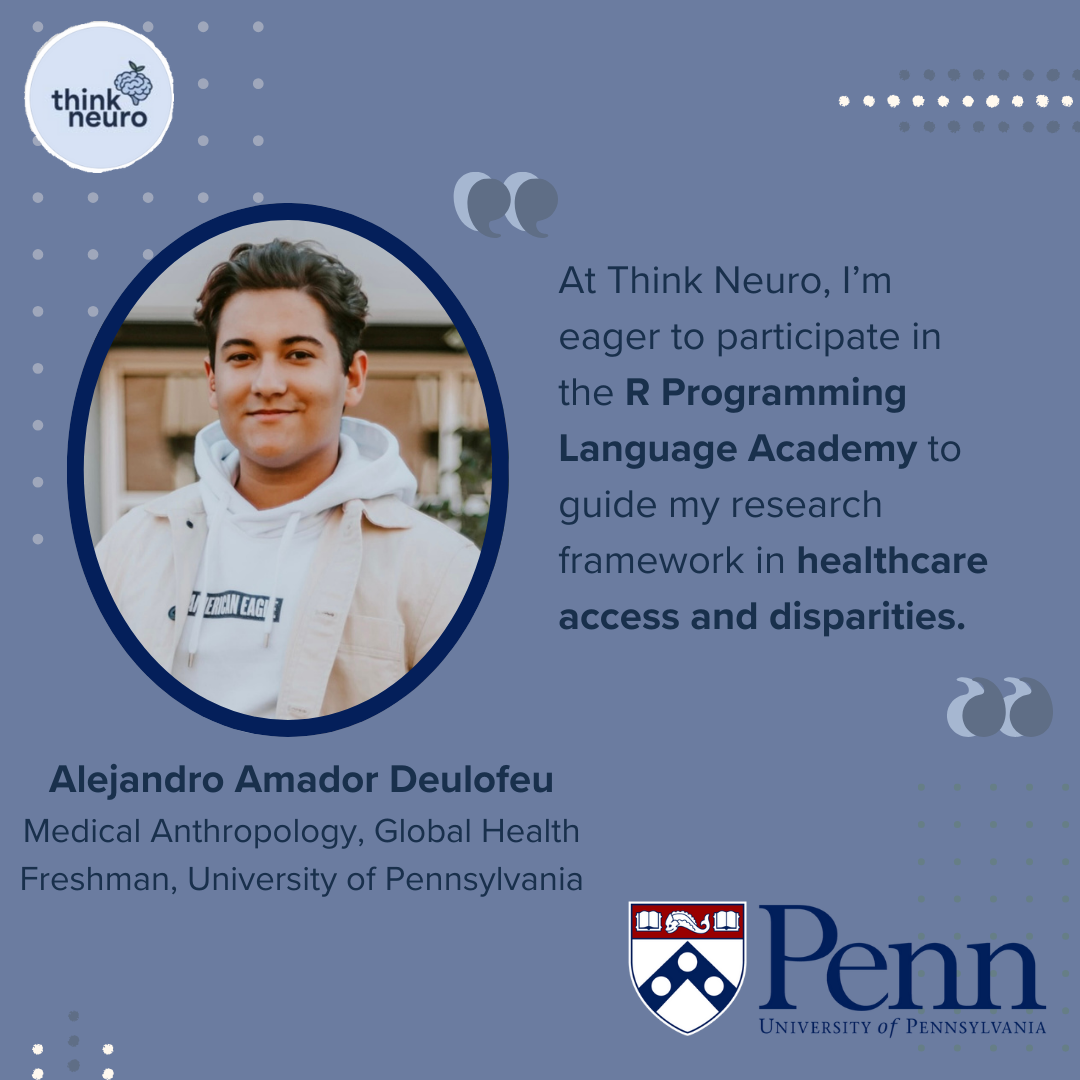 think
neuro
At Think Neuro, I’m
eager to participate in
the R Programming
Language Academy to
guide my research
framework in healthcare
access and disparities.
AMERICAN EAGLE
Alejandro Amador Deulofeu
Medical Anthropology, Global Health
Freshman, University of Pennsylvania
Penn
UNIVERSITY of PENNSYLVANIA